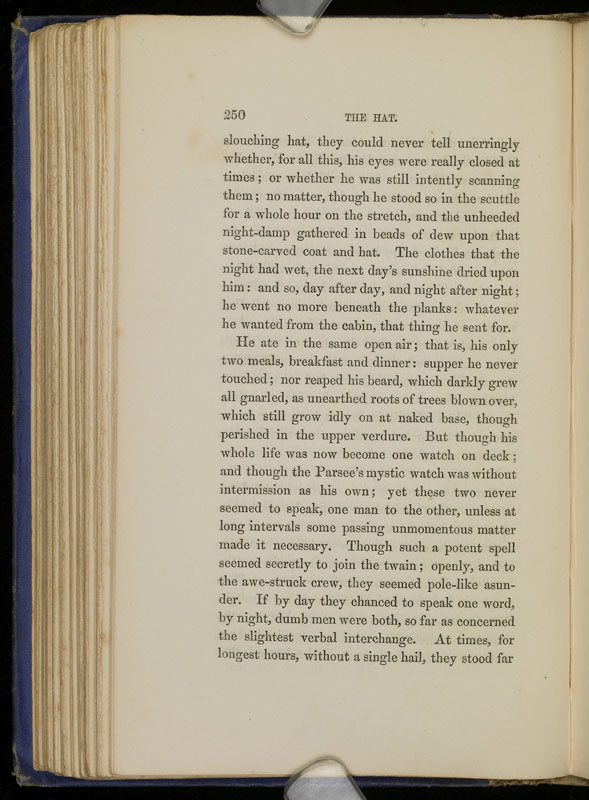 250
THE HAT.
slouching hat, they could never tell unerringly
whether, for all this, his eyes were really closed at
times; or whether he was still intently scanning
them; no matter, though he stood so in the scuttle
for a whole hour on the stretch, and the unheeded
night-damp gathered in beads of dew upon that
stone-carved coat and hat. The clothes that the
night had wet, the next day's sunshine dried upon
him: and so, day after day, and night after night;
he went no more beneath the planks: whatever
he wanted from the cabin, that thing he sent for.
He ate in the same open air; that is, his only
two meals, breakfast and dinner: supper he never
touched; nor reaped his beard, which darkly grew
all gnarled, as unearthed roots of trees blown over,
which still grow idly on at naked base, though
perished in the upper verdure. But though his
whole life was now become one watch on deck;
and though the Parsee's mystic watch was without
intermission as his own; yet these two never
seemed to speak, one man to the other, unless at
long intervals some passing unmomentous matter
made it necessary. Though such a potent spell
seemed secretly to join the twain; openly, and to
the awe-struck crew, they seemed pole-like asun-
der. If by day they chanced to speak one word,
by night, dumb men were both, so far as concerned
the slightest verbal interchange. At times, for
longest hours, without a single hail, they stood far